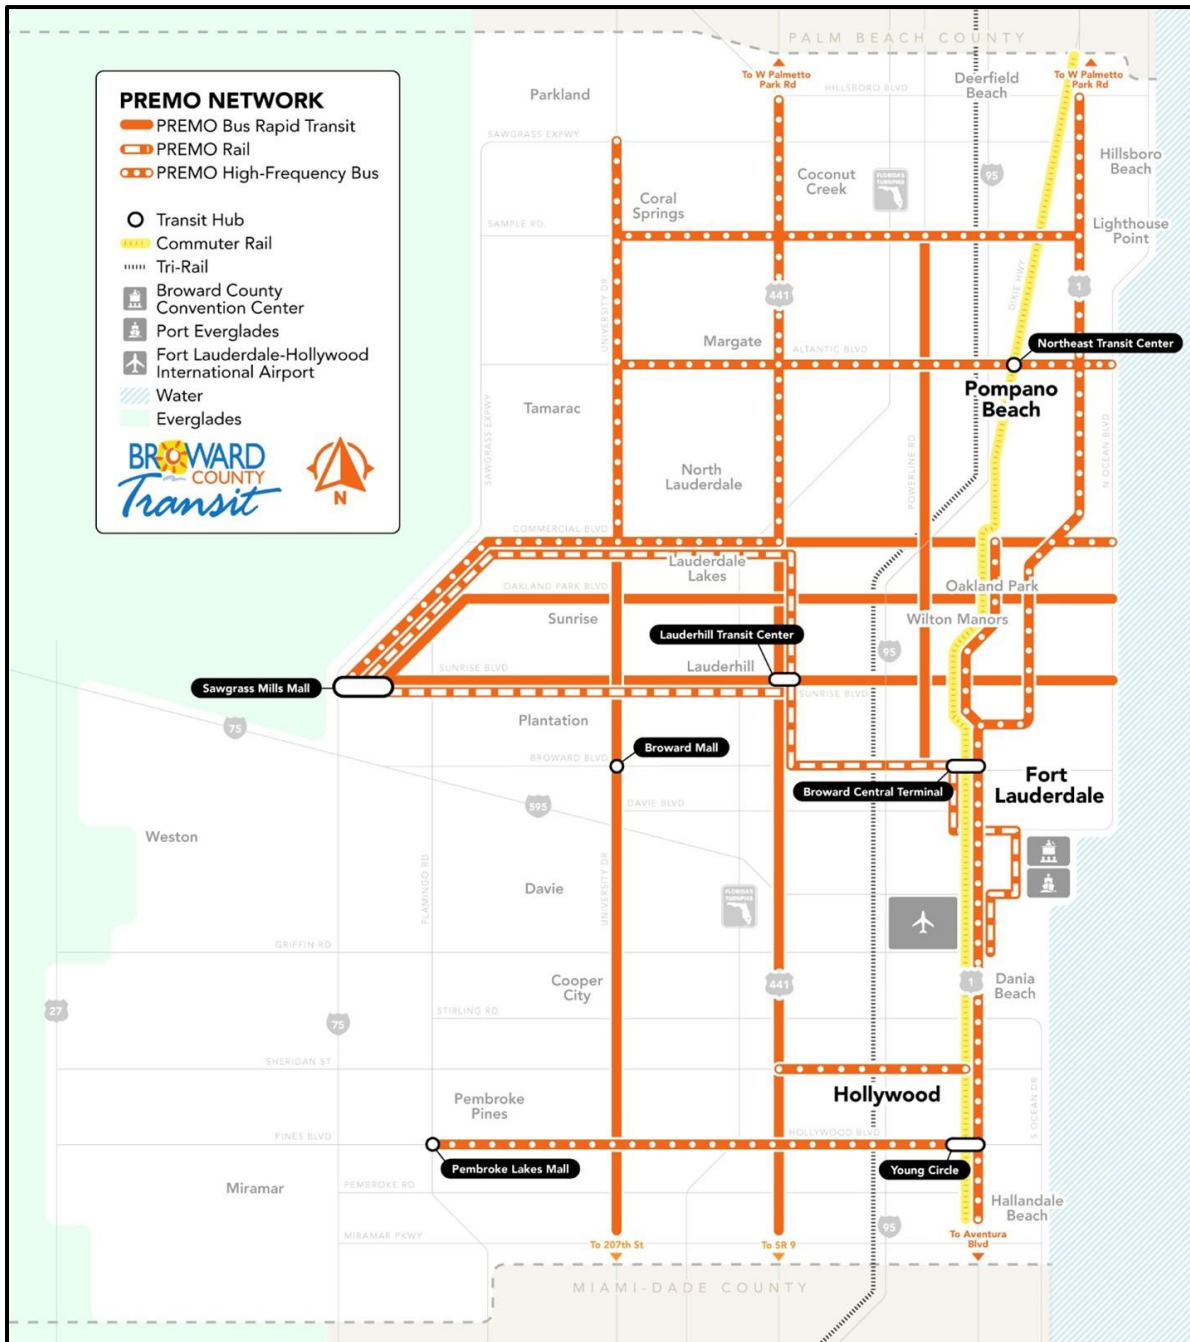 PALM BEACH COUNTY
To W Palmetto
Park Rd
Deerfield
Beach
To W Palmetto
Park Rd
HILLSBORO BLVD
Parkland
PREMO NETWORK
PREMO Bus Rapid Transit
PREMO Rail
PREMO High-Frequency Bus
Transit Hub
Commuter Rail
Tri-Rail
Broward County
Convention Center
Port Everglades
Fort Lauderdale-Hollywood
International Airport
Water
Everglades
BROWARD
COUNTY
Transit
N
SAWGRASS EXPWY
95
Hillsboro
Beach
Coconut
Creek
FLORIDA'S
TURNPIKE
Coral
Springs
SAMPLE RD.
Lighthouse
Point
UNIVERSITY DR
441
DIXIE HWY
1
Margate
ALTANTIC BLVD
Northeast Transit Center
Pompano
Beach
Tamarac
SAWGRASS EXPWY
POWERLINE RD
N OCEAN BLVD
North
Lauderdale
COMMERCIAL BLVD
Lauderdale
Lakes
OAKLAND PARK BLVD
Oakland Park
Sunrise
Wilton Manors
Lauderhill Transit Center
95
SUNRISE BLVD
Lauderhill
Sawgrass Mills Mall
SUNRISE BLVD
Plantation
75
Broward Mall
BROWARD BLVD
Broward Central Terminal
Fort
Lauderdale
595
DAVIE BLVD
Weston
FLAMINGO RD
UNIVERSITY DR
Davie
FLORIDA'S
TURNPIKE
GRIFFIN RD
Cooper
City
441
1
Dania
Beach
27
75
STIRLING RD
SHERIDAN ST
Hollywood
S OCEAN DR
Pembroke
Pines
PINES BLVD
HOLLYWOOD BLVD
Pembroke Lakes Mall
Young Circle
Miramar
PEMBROKE RD
Hallandale
Beach
95
MIRAMAR PKWY
To 207th St
To SR 9
To Aventura
Blvd
MIAMI-DADE COUNTY